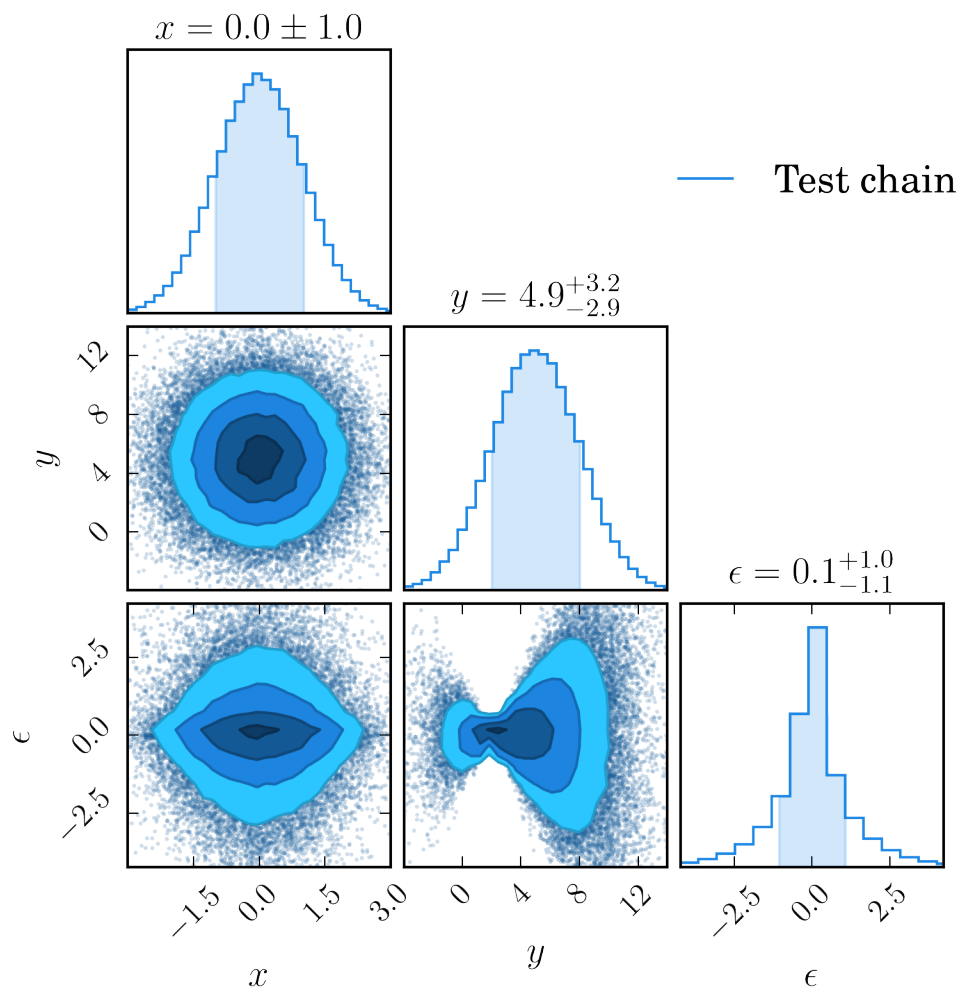 x = 0.0 ± 1.0
Test chain
y = 4.9^{+3.2}_{−2.9}
12
8
4
0
y
ϵ = 0.1^{+1.0}_{−1.1}
2.5
0.0
−2.5
ϵ
−1.5 0.0 1.5 3.0
0 4 8 12
−2.5 0.0 2.5
x
y
ϵ